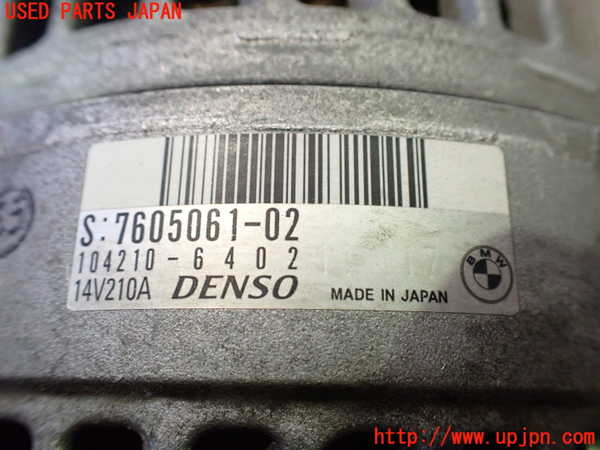 USED PARTS JAPAN
S:7605061-02
104210-6402
14V210A DENSO MADE IN JAPAN
BMW
http://www.upjpn.com